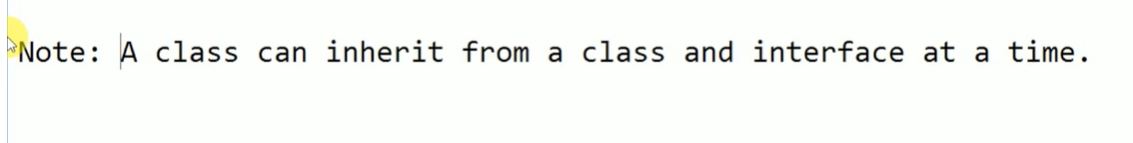 Note: A class can inherit from a class and interface at a time.